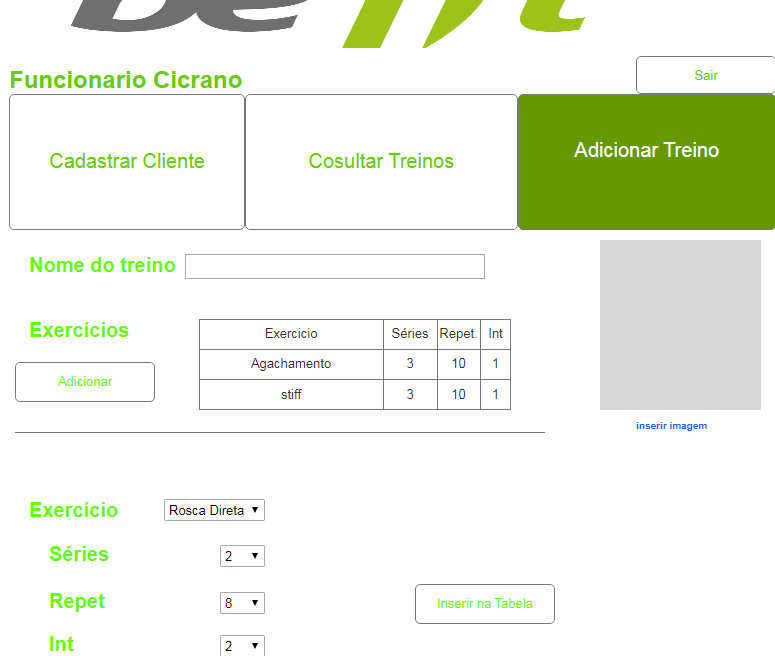 Sair
Funcionario Cicrano
Cadastrar Cliente
Cosultar Treinos
Adicionar Treino
Nome do treino
Exercícios
Adicionar
Exercicio Séries Repet. Int
Agachamento 3 10 1
stiff 3 10 1
inserir imagem
Exercício Rosca Direta
Séries 2
Repet 8
Inserir na Tabela
Int 2